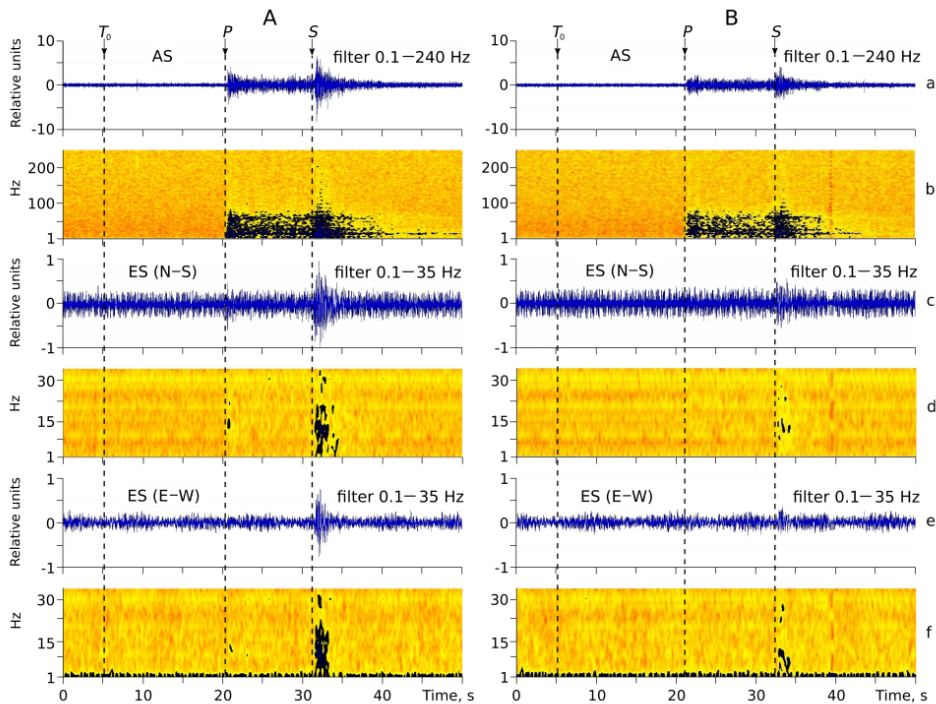 A
B
T₀ P S
T₀ P S
Relative units 10 0 -10 AS filter 0.1—240 Hz
10 0 -10 AS filter 0.1—240 Hz a
Hz 200 100 1
200 100 1 b
Relative units 1 0 -1 ES (N–S) filter 0.1—35 Hz
1 0 -1 ES (N–S) filter 0.1—35 Hz c
Hz 30 15 1
30 15 1 d
Relative units 1 0 -1 ES (E–W) filter 0.1—35 Hz
1 0 -1 ES (E–W) filter 0.1—35 Hz e
Hz 30 15 1
30 15 1 f
0 10 20 30 40 Time, s
0 10 20 30 40 Time, s